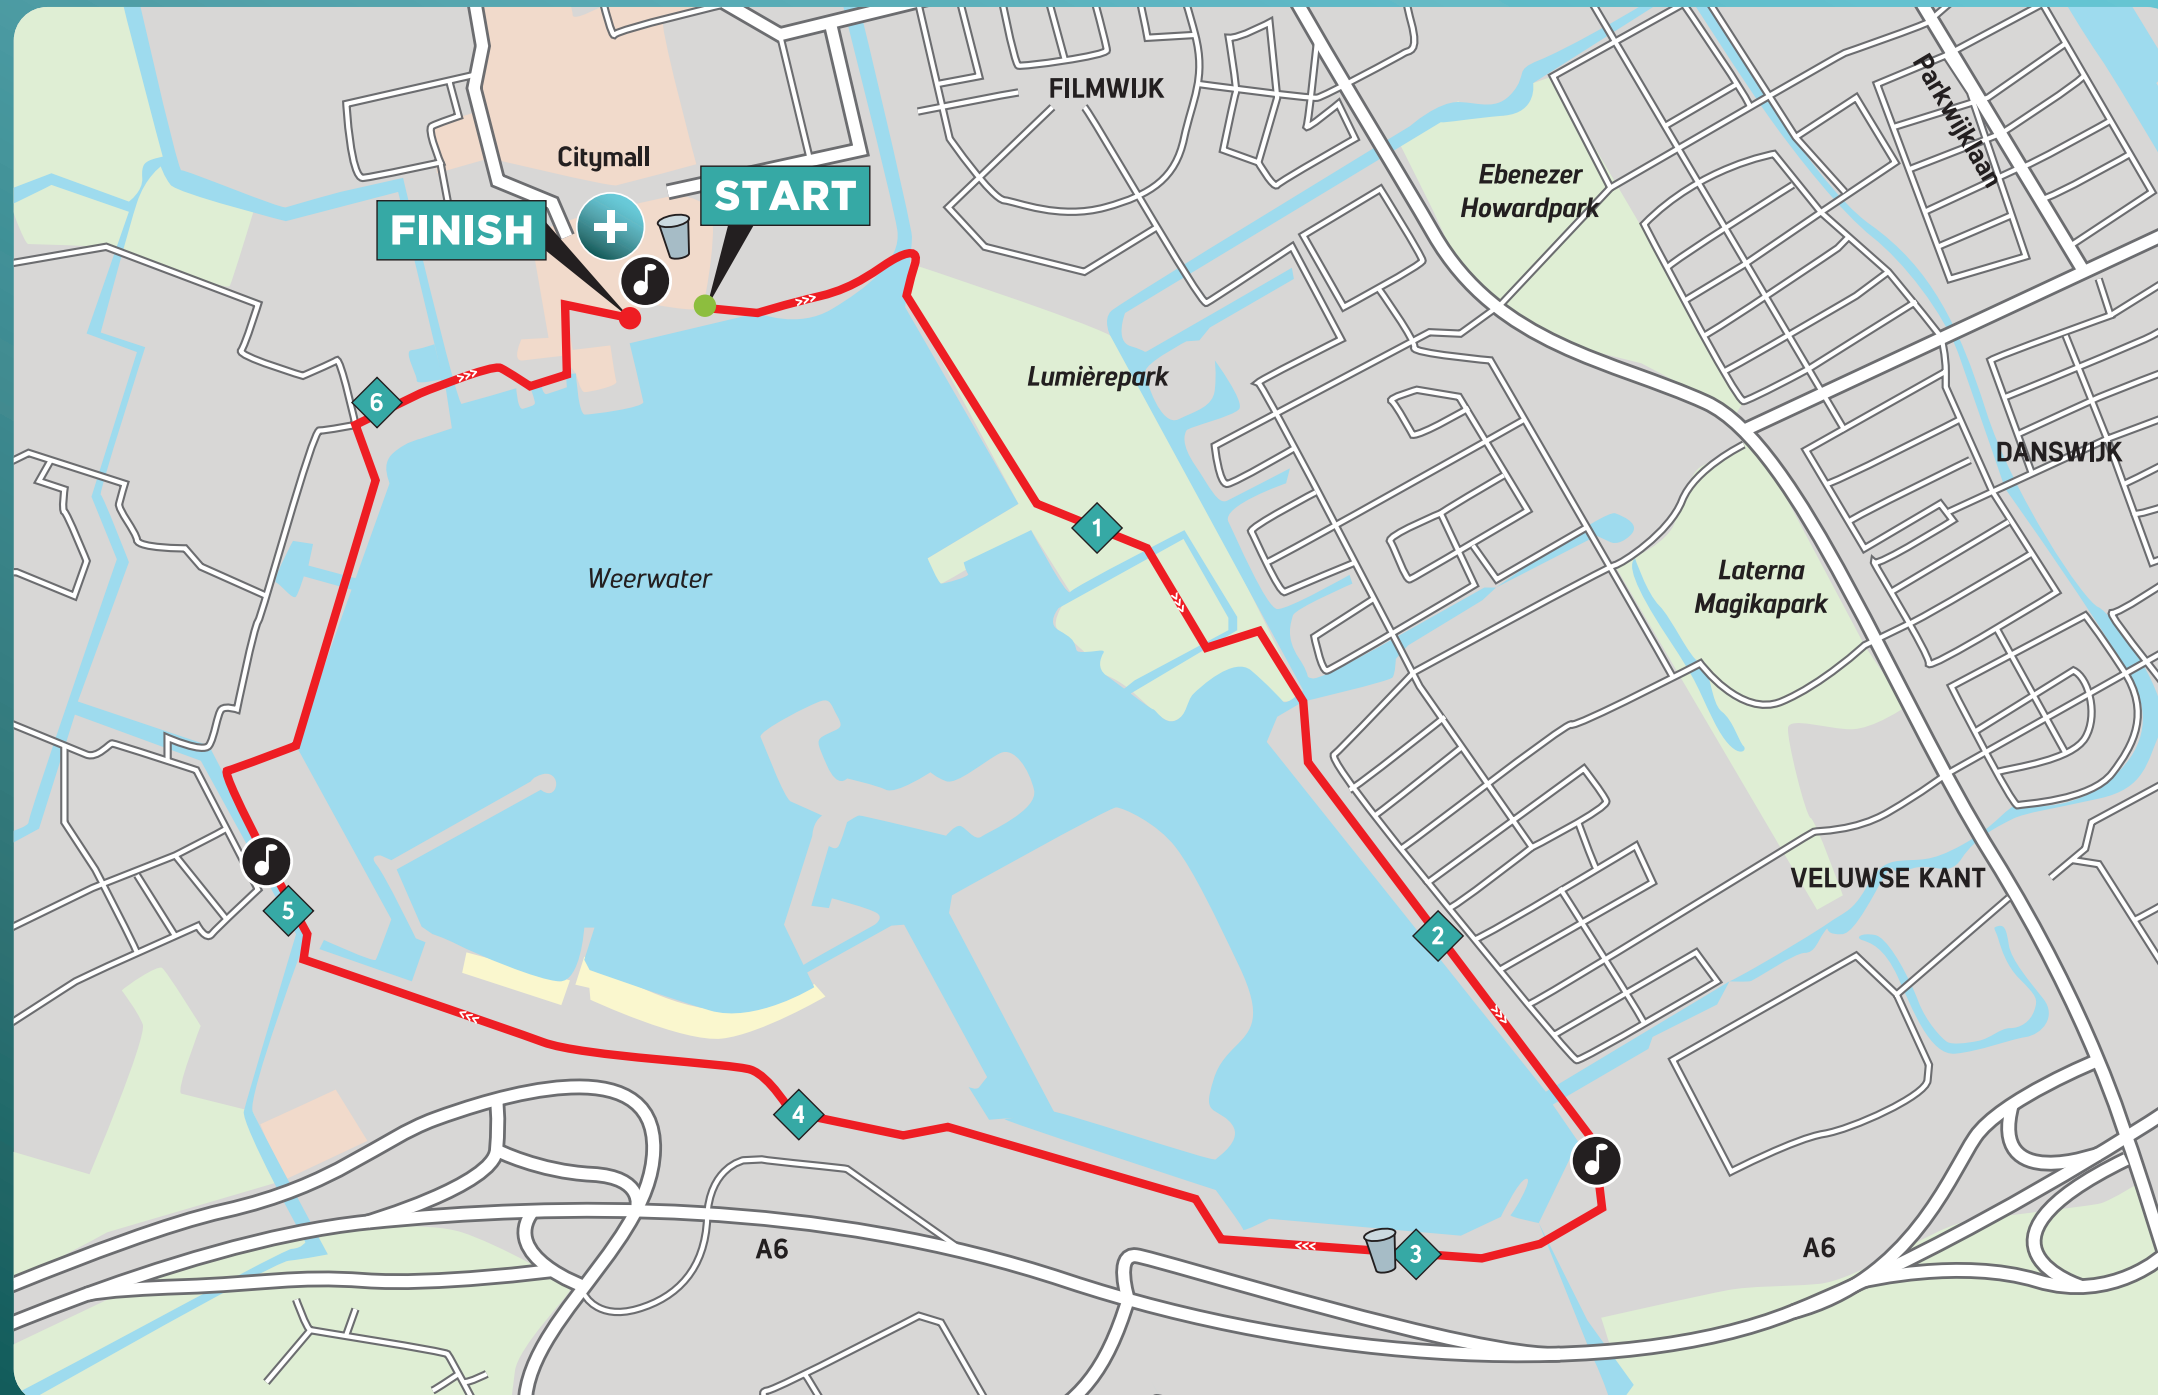 FILMWIJK
Parkwijklaan
Citymall
START
FINISH
Ebenezer
Howardpark
Lumièrepark
6
DANSWIJK
1
Weerwater
Laterna
Magikapark
VELUWSE KANT
5
2
4
A6
3
A6